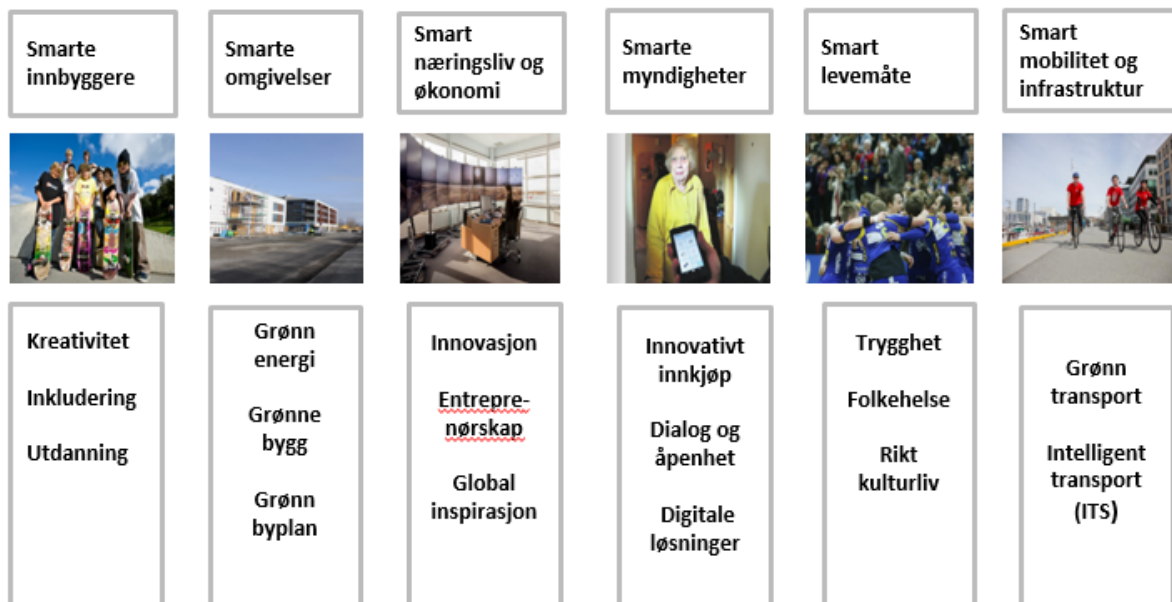 Smarte
innbyggere
Smarte
omgivelser
Smart
næringsliv og
økonomi
Smarte
myndigheter
Smart
levemåte
Smart
mobilitet og
infrastruktur
Kreativitet
Inkludering
Utdanning
Grønn
energi
Grønne
bygg
Grønn
byplan
Innovasjon
Entrepre-
nørskap
Global
inspirasjon
Innovativt
innkjøp
Dialog og
åpenhet
Digitale
løsninger
Trygghet
Folkehelse
Rikt
kulturliv
Grønn
transport
Intelligent
transport
(ITS)